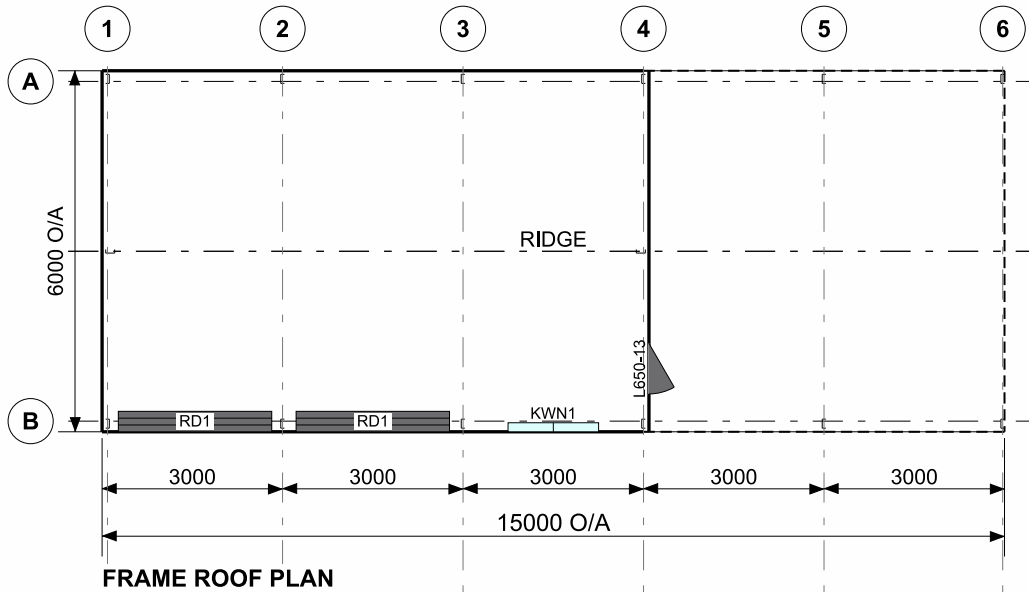 1 2 3 4 5 6
A
6000 O/A
RIDGE
L650-13
B
RD1 RD1 KWN1
3000 3000 3000 3000 3000
15000 O/A
FRAME ROOF PLAN